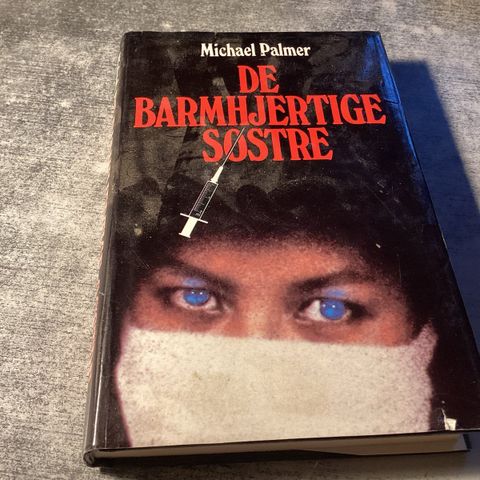 Michael Palmer
DE
BARMHJERTIGE
SØSTRE